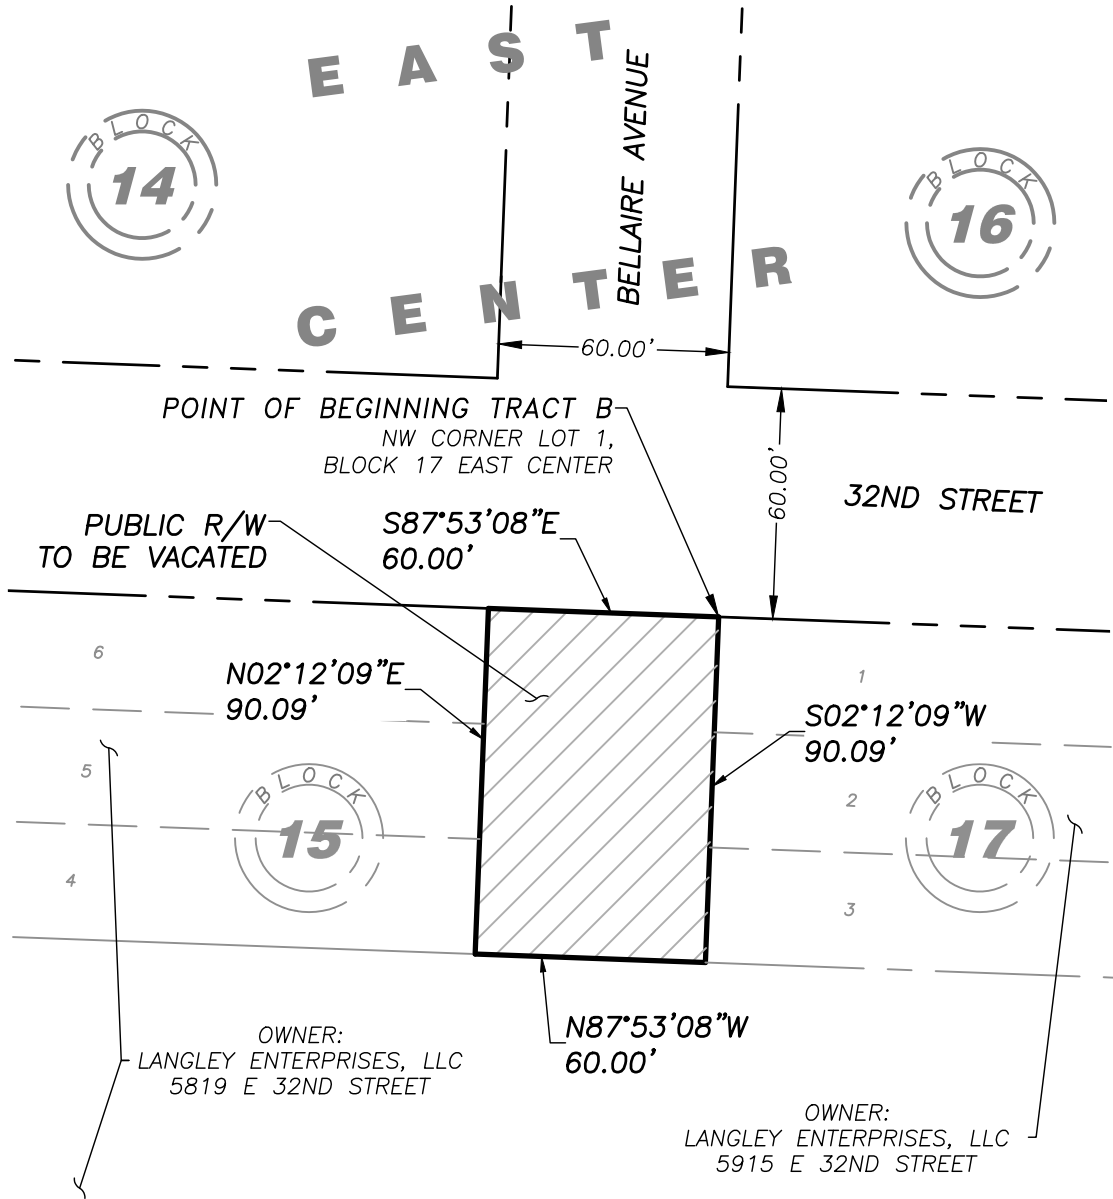 EAST
CENTER
BLOCK
14
BELLAIRE AVENUE
BLOCK
16
60.00'
POINT OF BEGINNING TRACT B
NW CORNER LOT 1,
BLOCK 17 EAST CENTER
60.00'
32ND STREET
PUBLIC R/W
TO BE VACATED
S87°53'08"E
60.00'
6
N02°12'09"E
90.09'
1
S02°12'09"W
90.09'
5
BLOCK
15
2
BLOCK
17
4
3
N87°53'08"W
60.00'
OWNER:
LANGLEY ENTERPRISES, LLC
5819 E 32ND STREET
OWNER:
LANGLEY ENTERPRISES, LLC
5915 E 32ND STREET